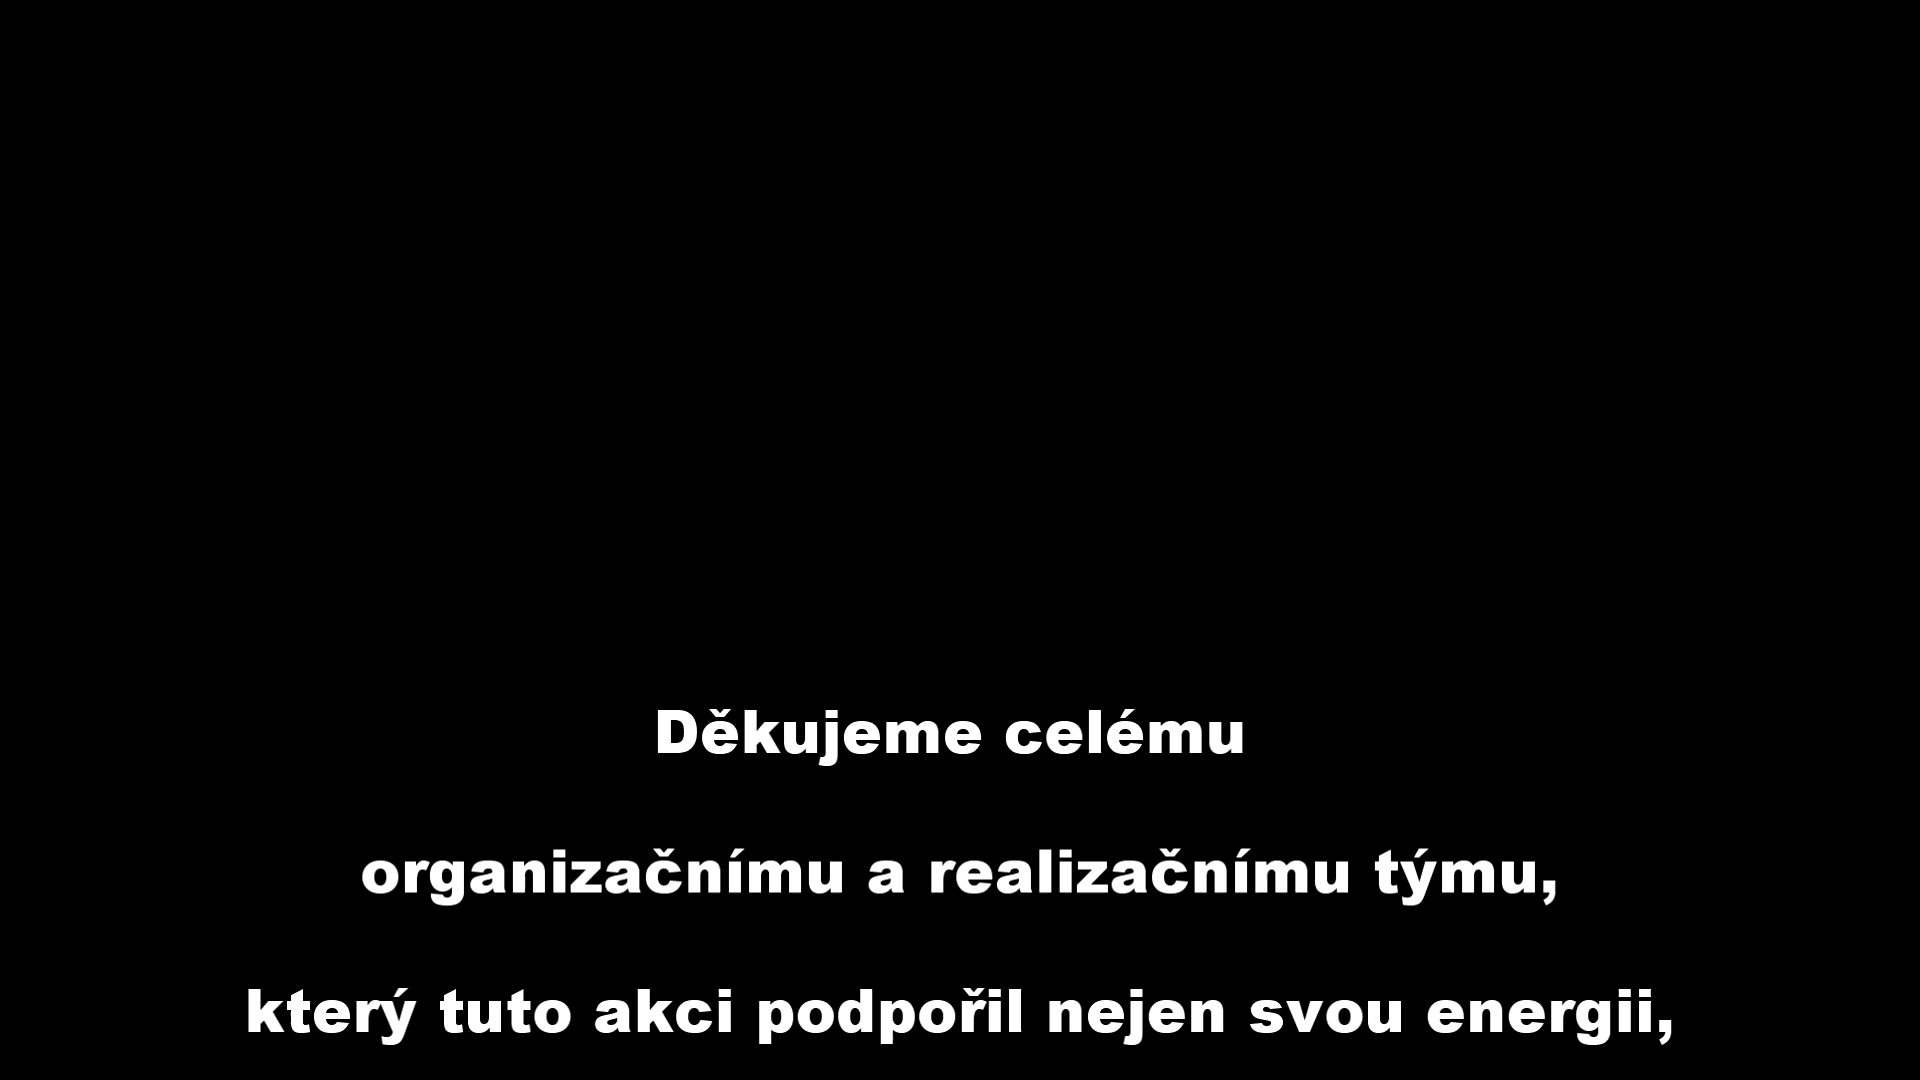 Děkujeme celému
organizačnímu a realizačnímu týmu,
který tuto akci podpořil nejen svou energii,